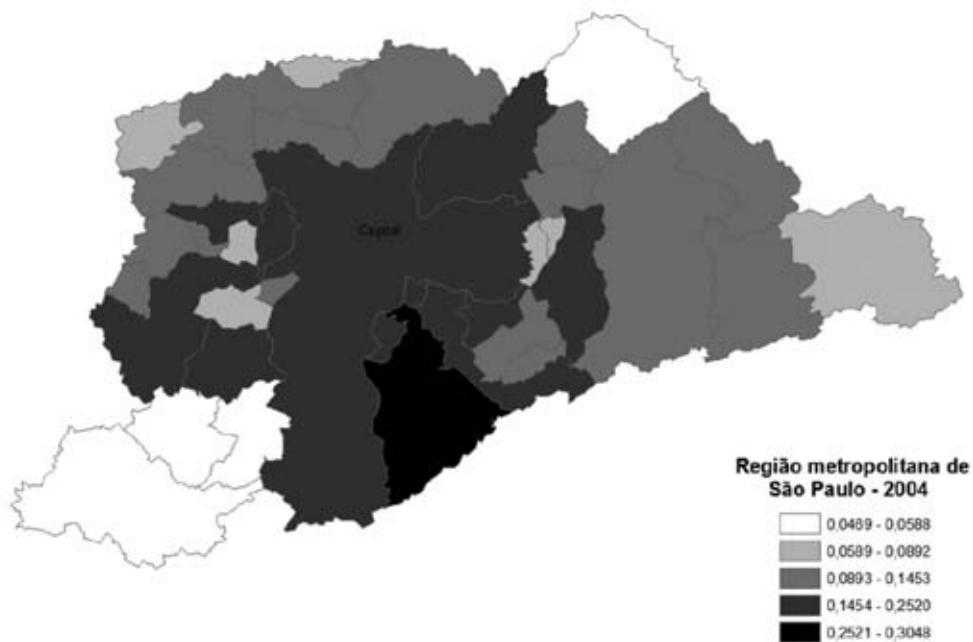 Capital
Região metropolitana de
São Paulo - 2004
0,0469 - 0,0588
0,0589 - 0,0892
0,0893 - 0,1453
0,1454 - 0,2520
0,2521 - 0,3048